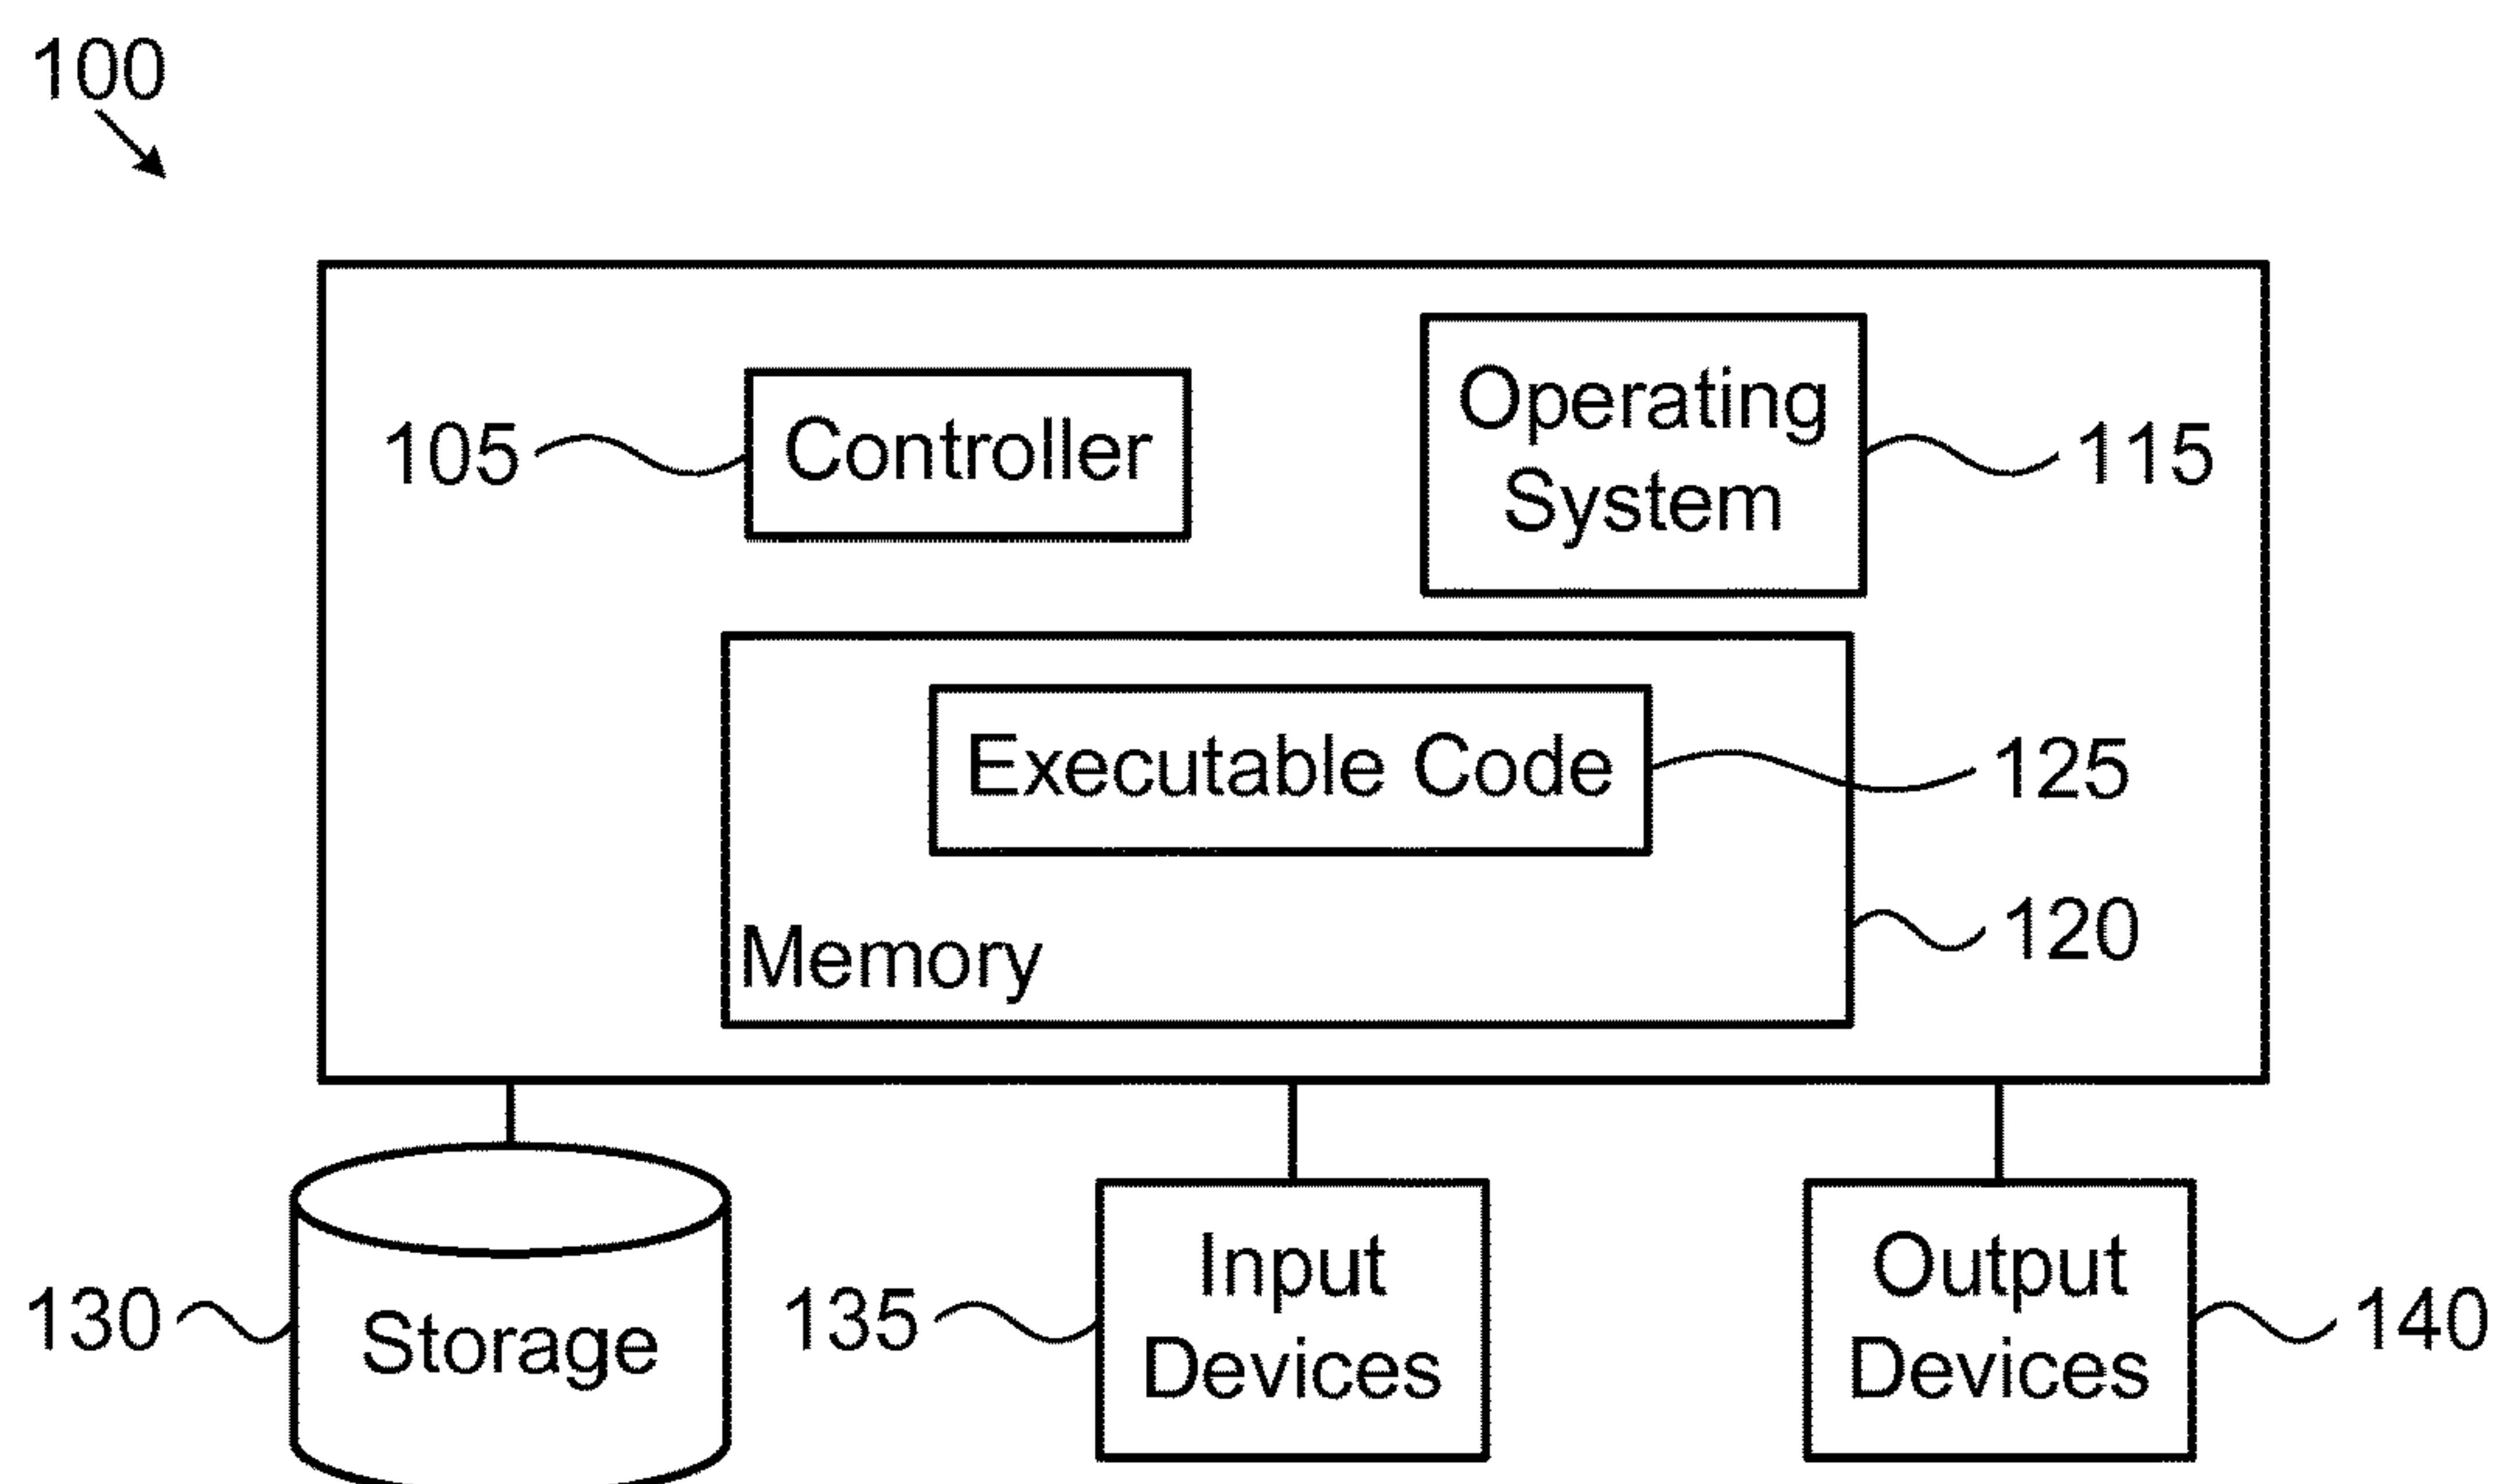 100
105
Controller
Operating
System
115
Executable Code
125
Memory
120
130
Storage
135
Input
Devices
Output
Devices
140